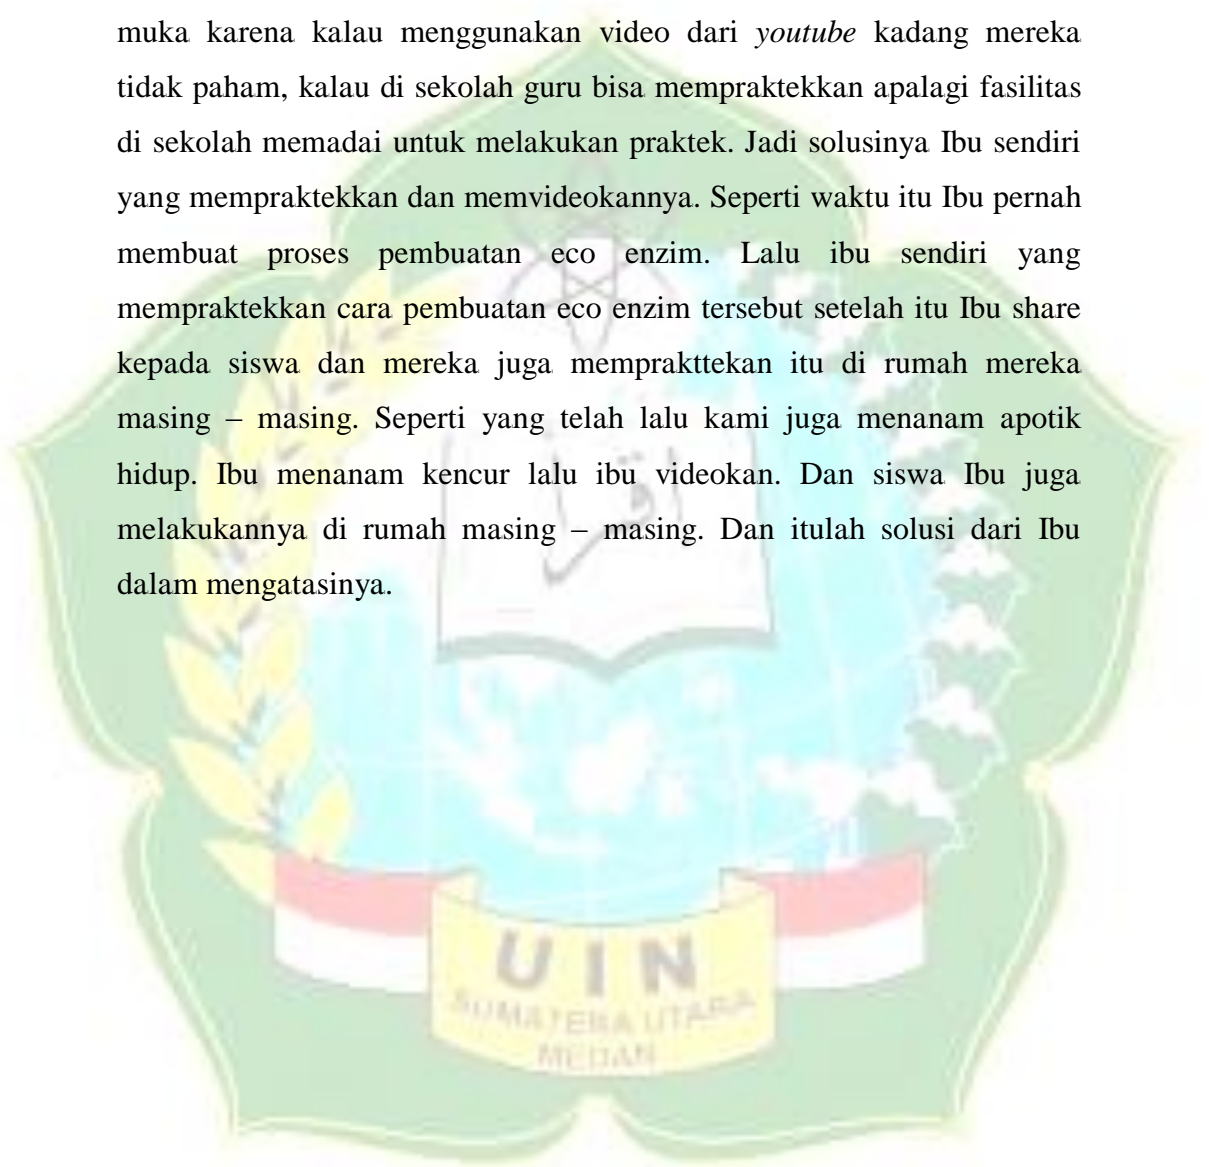 muka karena kalau menggunakan video dari youtube kadang mereka
tidak paham, kalau di sekolah guru bisa mempraktekkan apalagi fasilitas
di sekolah memadai untuk melakukan praktek. Jadi solusinya Ibu sendiri
yang mempraktekkan dan memvideokannya. Seperti waktu itu Ibu pernah
membuat proses pembuatan eco enzim. Lalu ibu sendiri yang
mempraktekkan cara pembuatan eco enzim tersebut setelah itu Ibu share
kepada siswa dan mereka juga memprakttekan itu di rumah mereka
masing – masing. Seperti yang telah lalu kami juga menanam apotik
hidup. Ibu menanam kencur lalu ibu videokan. Dan siswa Ibu juga
melakukannya di rumah masing – masing. Dan itulah solusi dari Ibu
dalam mengatasinya.
اقرأ
UIN
SUMATERA UTARA
MEDAN